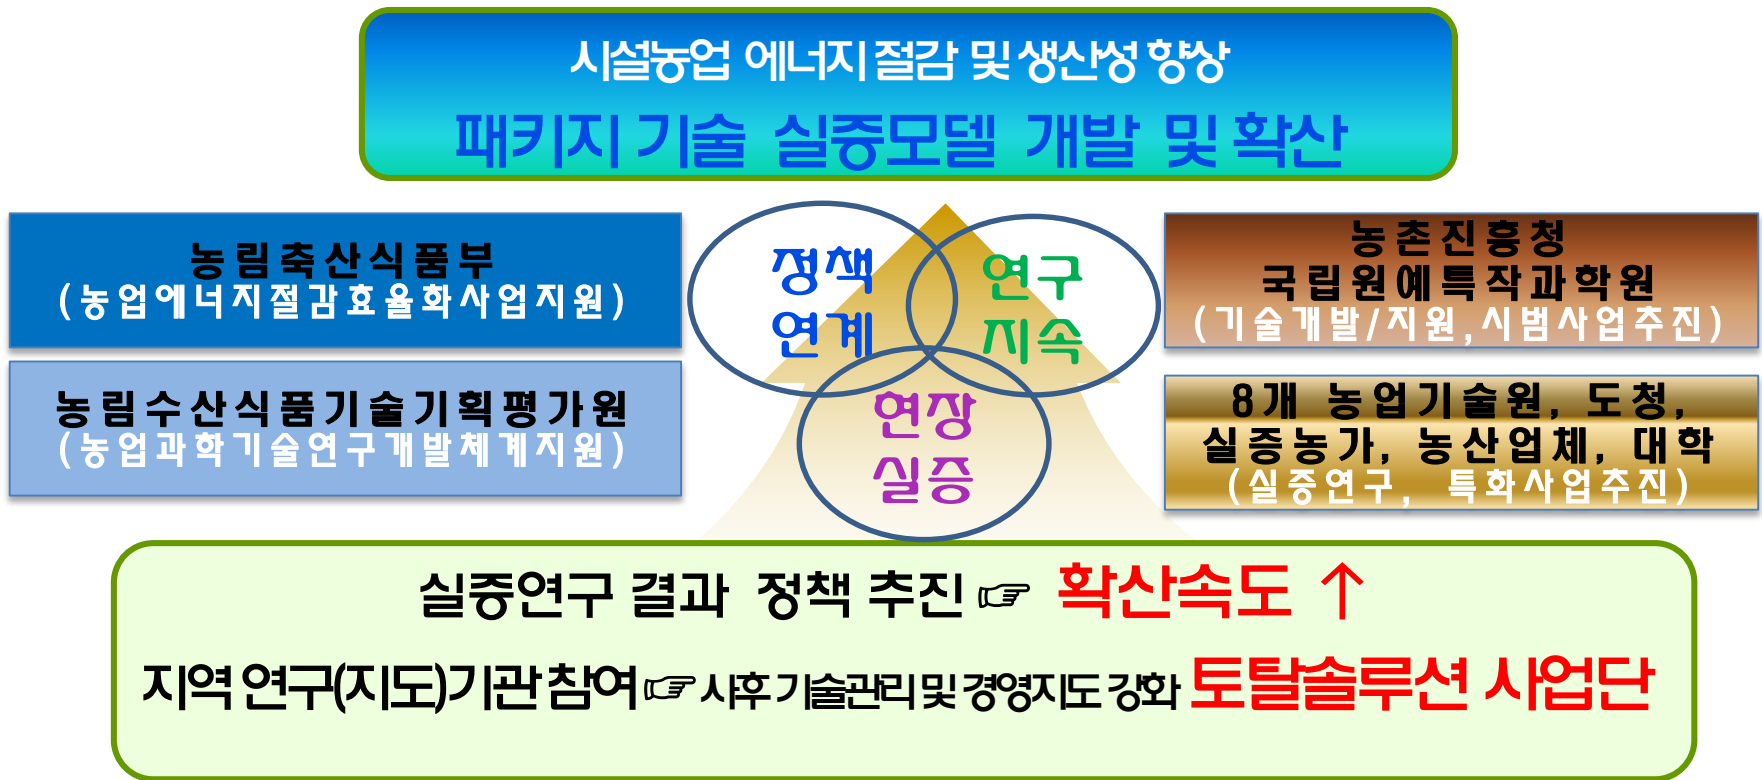 시설농업 에너지 절감 및 생산성 향상
패키지 기술 실증모델 개발 및 확산
농림축산식품부
(농업에너지절감효율화사업지원)
농림수산식품기술기획평가원
(농업과학기술연구개발체계지원)
정책
연계
연구
지속
연장
실증
농촌진흥청
국립원예특작과학원
(기술개발/지원,시범사업추진)
8개 농업기술원, 도청,
실증농가, 농산업체, 대학
(실증연구, 특화사업추진)
실증연구 결과 정책 추진 ☞ 확산속도 ↑
지역 연구(지도)기관 참여 ☞ 사후 기술관리 및 경영지도 강화 토탈솔루션 사업단